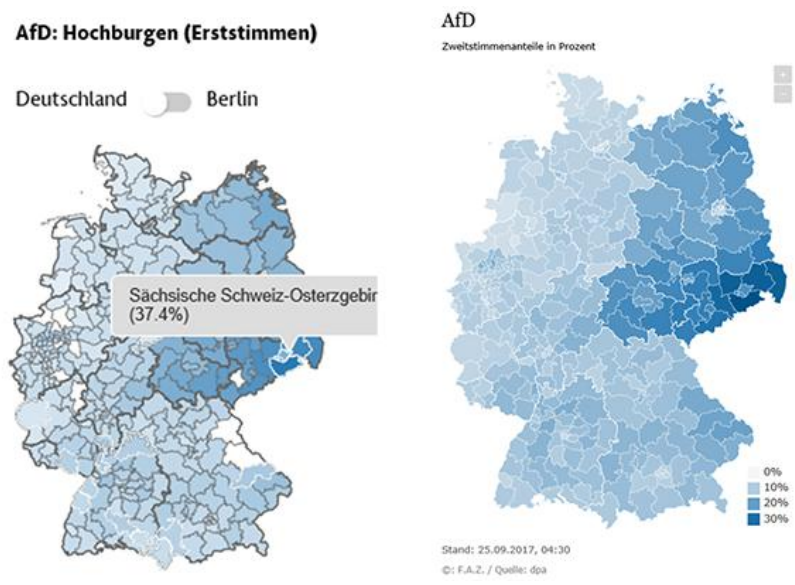 AfD: Hochburgen (Erststimmen)
Deutschland Berlin
Sächsische Schweiz-Osterzgebir
(37.4%)
AfD
Zweitstimmenanteile in Prozent
+
−
0%
10%
20%
30%
Stand: 25.09.2017, 04:30
©: F.A.Z. / Quelle: dpa